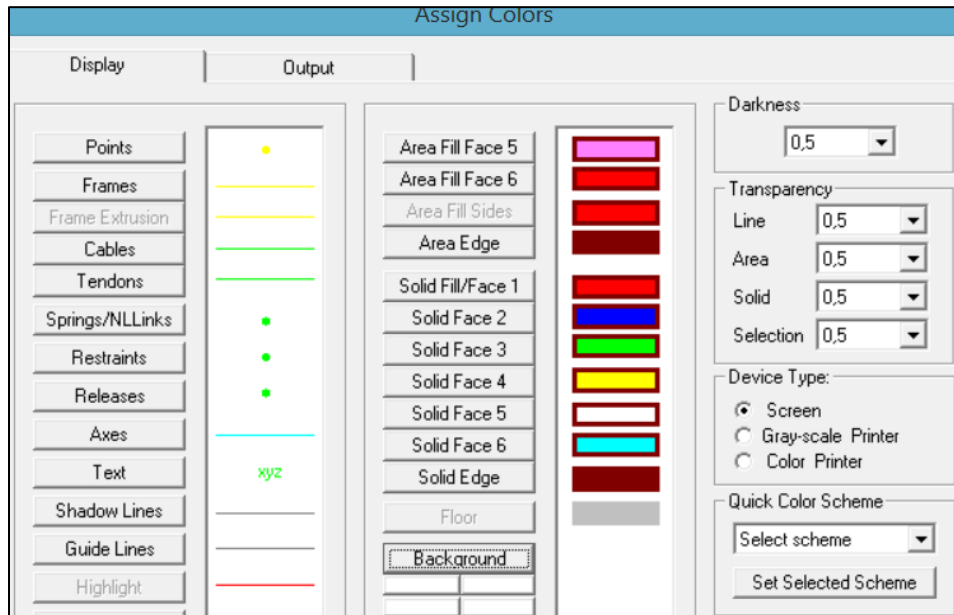 Assign Colors
Display
Output
Points
Frames
Frame Extrusion
Cables
Tendons
Springs/NLLinks
Restraints
Releases
Axes
Text
xyz
Shadow Lines
Guide Lines
Highlight
Area Fill Face 5
Area Fill Face 6
Area Fill Sides
Area Edge
Solid Fill/Face 1
Solid Face 2
Solid Face 3
Solid Face 4
Solid Face 5
Solid Face 6
Solid Edge
Floor
Background
Darkness
0,5
Transparency
Line 0,5
Area 0,5
Solid 0,5
Selection 0,5
Device Type:
Screen
Gray-scale Printer
Color Printer
Quick Color Scheme
Select scheme
Set Selected Scheme